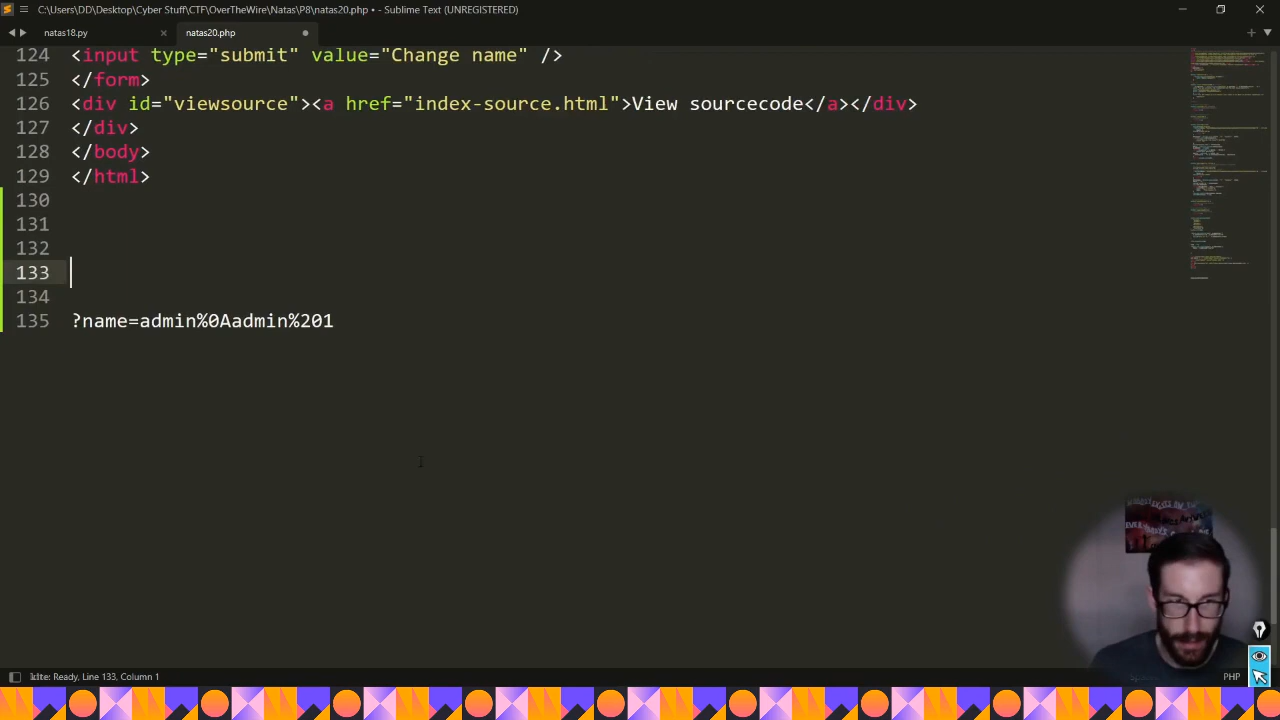 C:\Users\DD\Desktop\Cyber Stuff\CTF\OverTheWire\Natas\P8\natas20.php • - Sublime Text (UNREGISTERED)
natas18.py
natas20.php
124 <input type="submit" value="Change name" />
125 </form>
126 <div id="viewsource"><a href="index-source.html">View sourcecode</a></div>
127 </div>
128 </body>
129 </html>
130
131
132
133
134
135 ?name=admin%0Aadmin%201
Ready, Line 133, Column 1
PHP